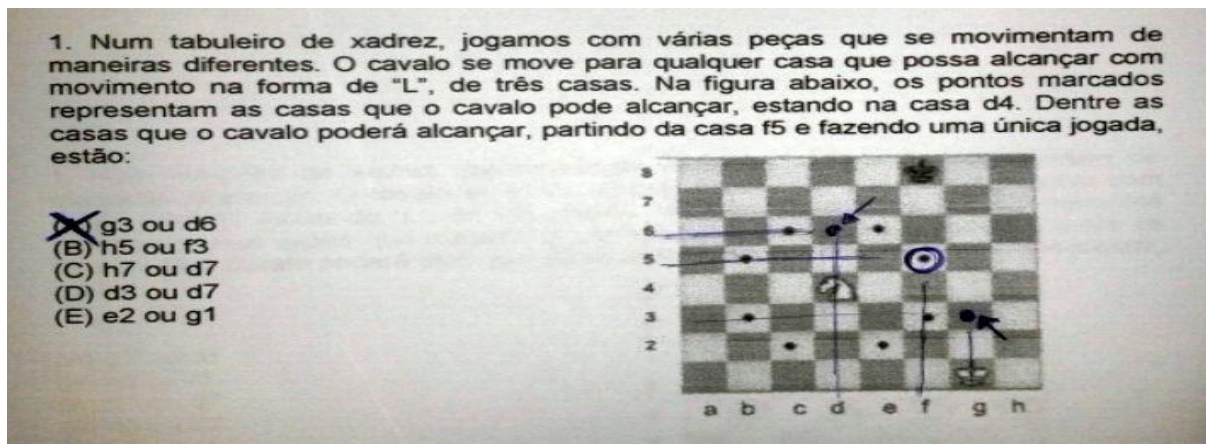 1. Num tabuleiro de xadrez, jogamos com várias peças que se movimentam de
maneiras diferentes. O cavalo se move para qualquer casa que possa alcançar com
movimento na forma de “L”, de três casas. Na figura abaixo, os pontos marcados
representam as casas que o cavalo pode alcançar, estando na casa d4. Dentre as
casas que o cavalo poderá alcançar, partindo da casa f5 e fazendo uma única jogada,
estão:
g3 ou d6
(B) h5 ou f3
(C) h7 ou d7
(D) d3 ou d7
(E) e2 ou g1
8
7
6
5
4
3
2
a b c d e f g h